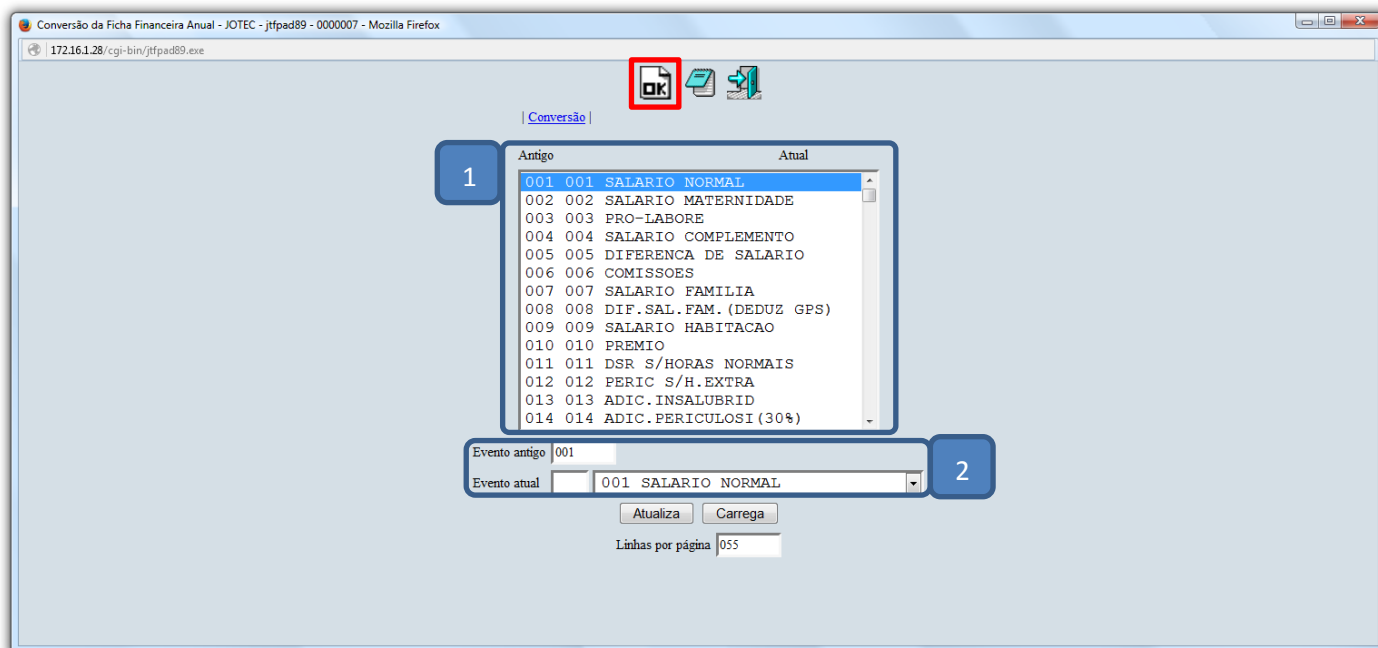 Conversão da Ficha Financeira Anual - JOTEC - jtfpad89 - 0000007 - Mozilla Firefox
172.16.1.28/cgi-bin/jtfpad89.exe
OK
| Conversão |
1
Antigo Atual
001 001 SALARIO NORMAL
002 002 SALARIO MATERNIDADE
003 003 PRO-LABORE
004 004 SALARIO COMPLEMENTO
005 005 DIFERENCA DE SALARIO
006 006 COMISSOES
007 007 SALARIO FAMILIA
008 008 DIF.SAL.FAM.(DEDUZ GPS)
009 009 SALARIO HABITACAO
010 010 PREMIO
011 011 DSR S/HORAS NORMAIS
012 012 PERIC S/H.EXTRA
013 013 ADIC.INSALUBRID
014 014 ADIC.PERICULOSI(30%)
Evento antigo 001
Evento atual 001 SALARIO NORMAL
2
Atualiza Carrega
Linhas por página 055